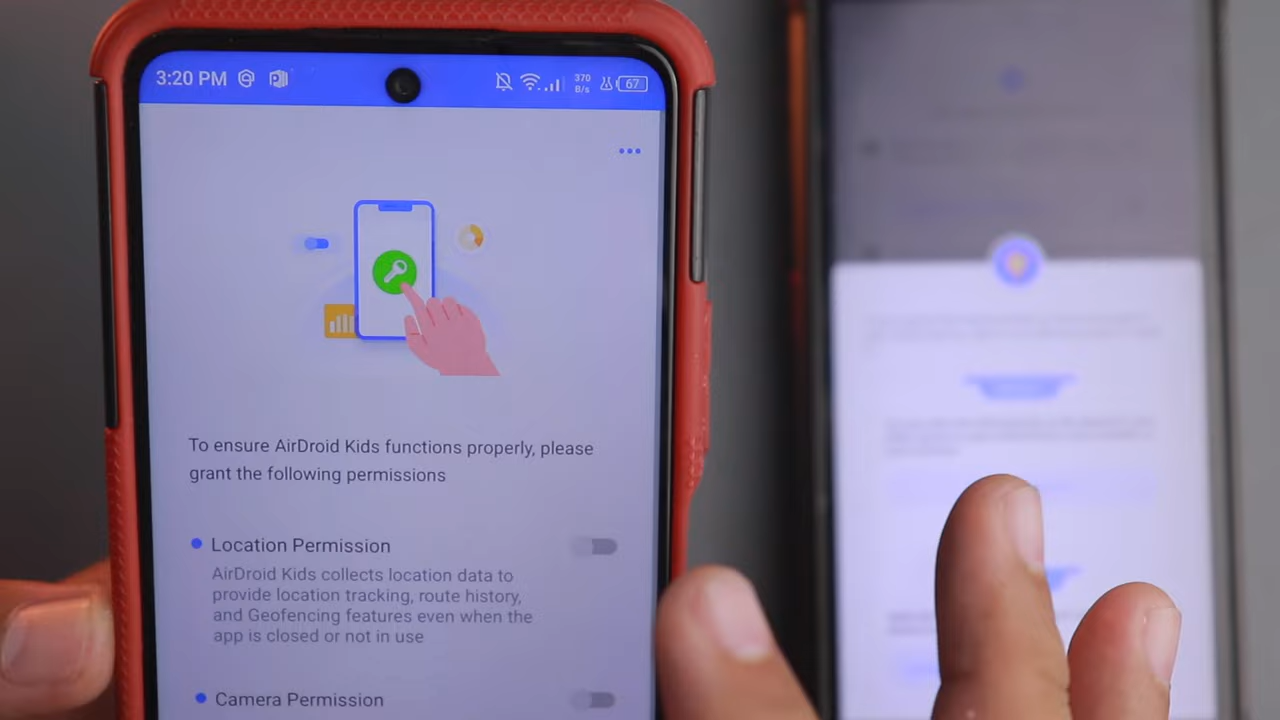 3:20 PM
370
B/s
67
To ensure AirDroid Kids functions properly, please
grant the following permissions
Location Permission
AirDroid Kids collects location data to
provide location tracking, route history,
and Geofencing features even when the
app is closed or not in use
Camera Permission